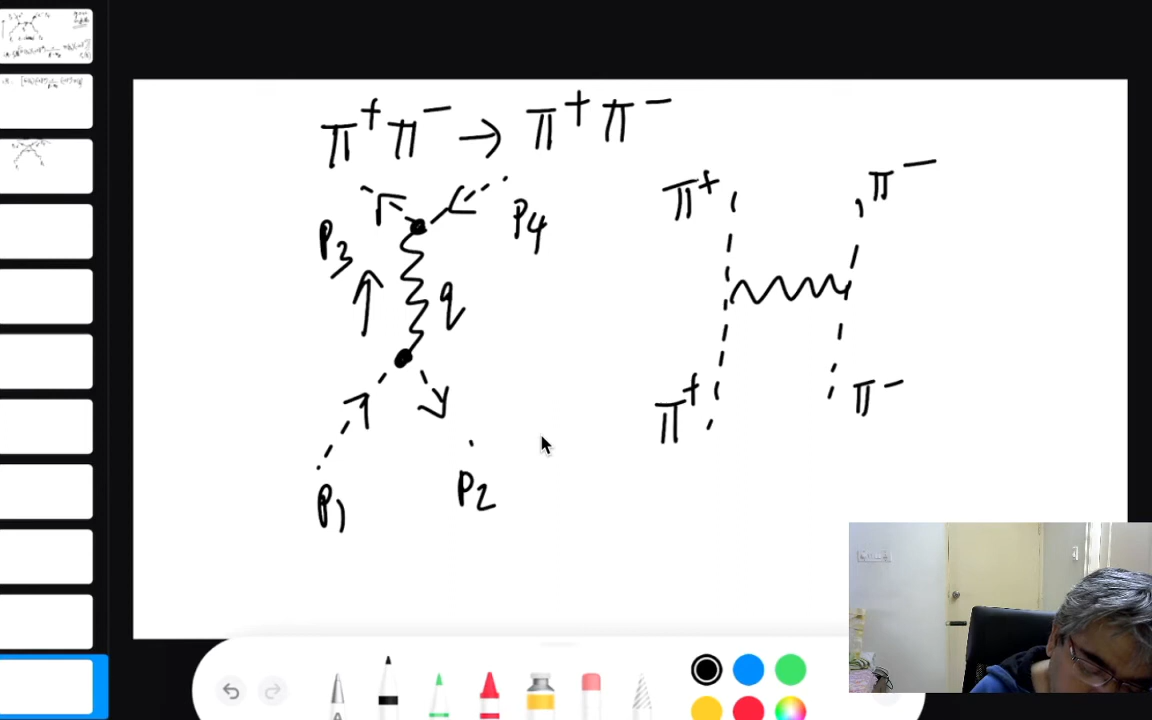 π⁺ π⁻ → π⁺ π⁻
π⁺ π⁻
P3 P4
q
π⁺ π⁻
P1 P2